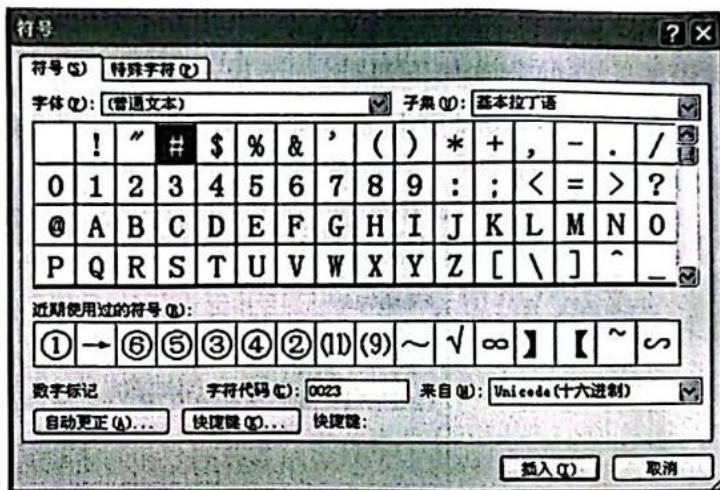 符号 ? X
符号(S) 特殊字符(P)
字体(F): (普通文本) 子集(U): 基本拉丁语
! " # $ % & ' ( ) * + , - . /
0 1 2 3 4 5 6 7 8 9 : ; < = > ?
@ A B C D E F G H I J K L M N O
P Q R S T U V W X Y Z [ \ ] ^ _
近期使用过的符号(R):
① → ⑥ ⑤ ③ ④ ② ⑾ ⑼ ～ √ ∞ 】 【 ~ ∽
数字标记 字符代码(C): 0023 来自(M): Unicode(十六进制)
自动更正(A)... 快捷键(K)... 快捷键:
插入(I) 取消